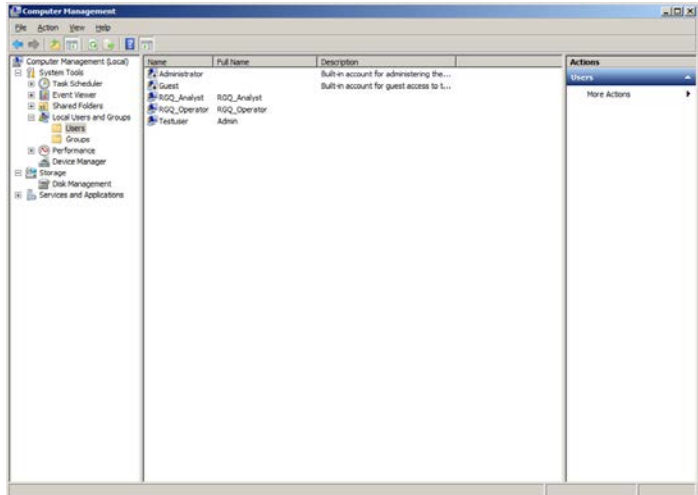 Computer Management
File Action View Help
Computer Management (Local)
System Tools
Task Scheduler
Event Viewer
Shared Folders
Local Users and Groups
Users
Groups
Performance
Device Manager
Storage
Disk Management
Services and Applications
Name Full Name Description
Administrator Built-in account for administering the...
Guest Built-in account for guest access to t...
RGQ_Analyst RGQ_Analyst
RGQ_Operator RGQ_Operator
Testuser Admin
Actions
Users
More Actions